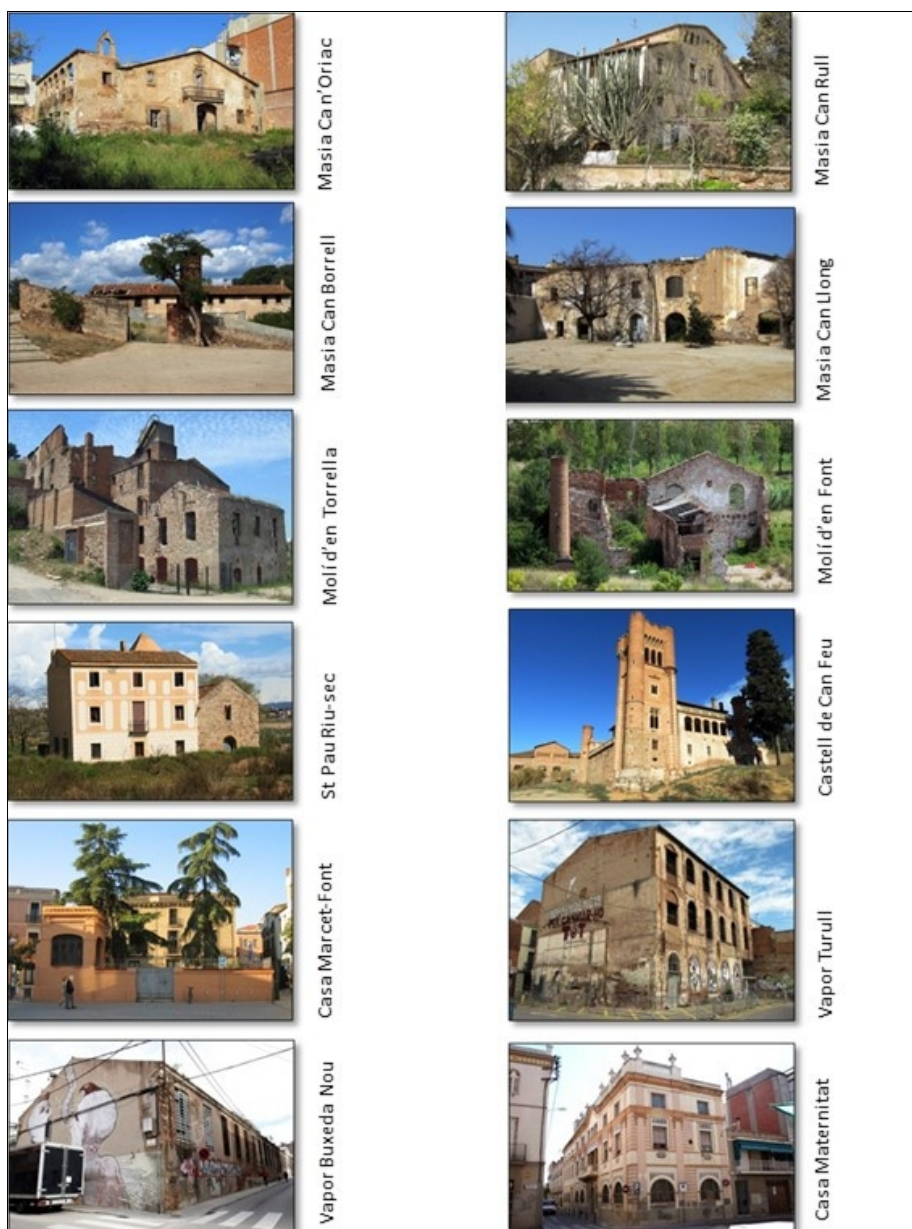 Masia Can'Oriac
Masia Can Rull
Masia Can Borrell
Masia Can Llong
Molí d'en Torrella
Molí d'en Font
St Pau Riu-sec
Castell de Can Feu
Casa Marcet-Font
Vapor Turull
Vapor Buxeda Nou
Casa Maternitat